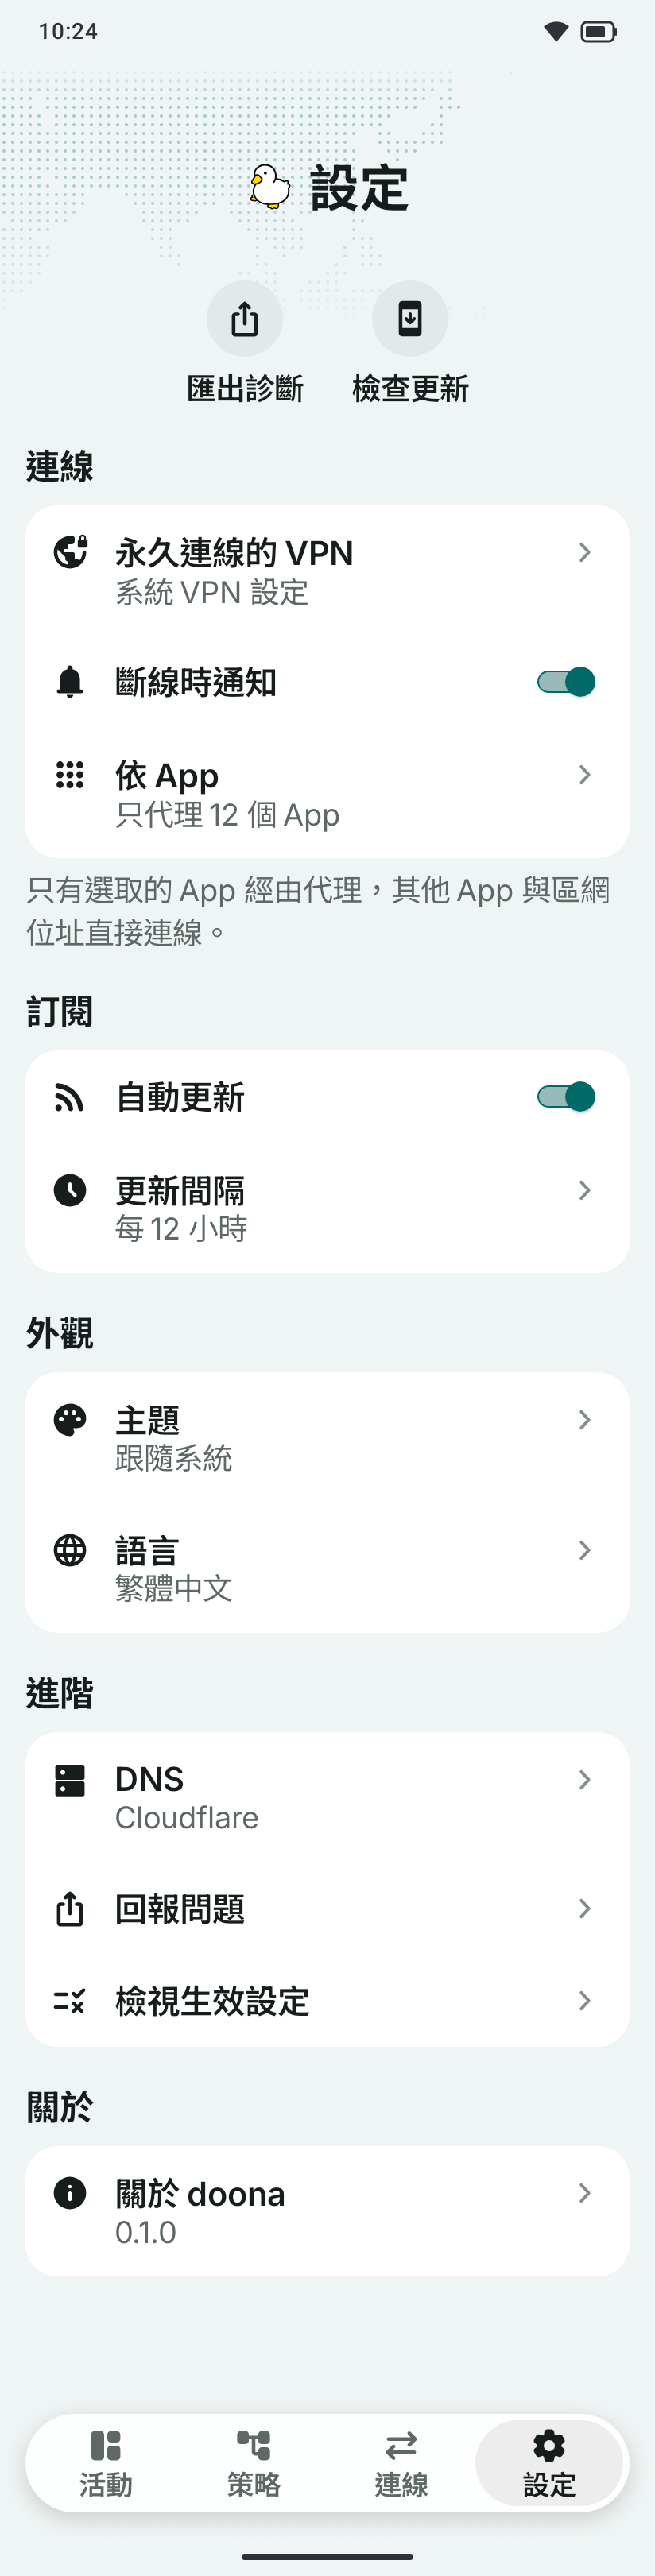 10:24
設定
匯出診斷
檢查更新
連線
永久連線的 VPN
系統 VPN 設定
斷線時通知
依 App
只代理 12 個 App
只有選取的 App 經由代理，其他 App 與區網
位址直接連線。
訂閱
自動更新
更新間隔
每 12 小時
外觀
主題
跟隨系統
語言
繁體中文
進階
DNS
Cloudflare
回報問題
檢視生效設定
關於
關於 doona
0.1.0
活動
策略
連線
設定